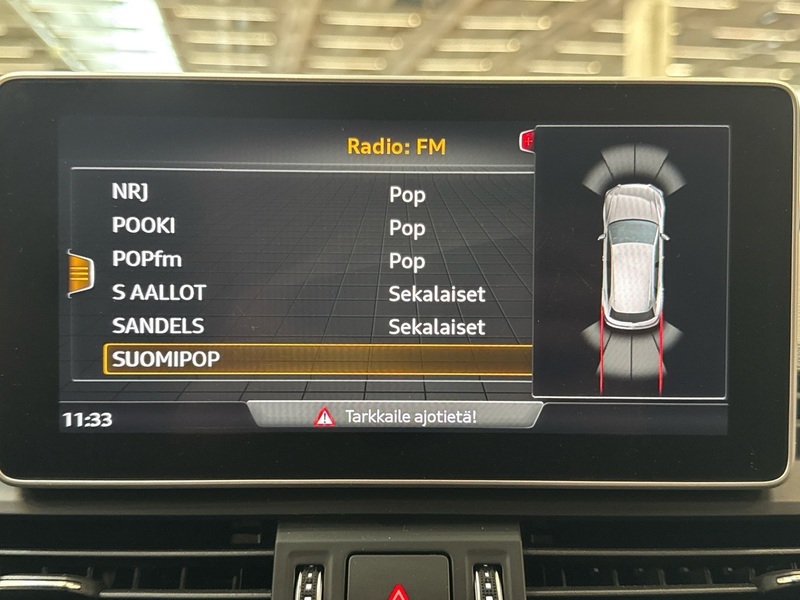 Radio: FM
NRJ Pop
POOKI Pop
POPfm Pop
S AALLOT Sekalaiset
SANDELS Sekalaiset
SUOMIPOP
11:33 Tarkkaile ajotietä!